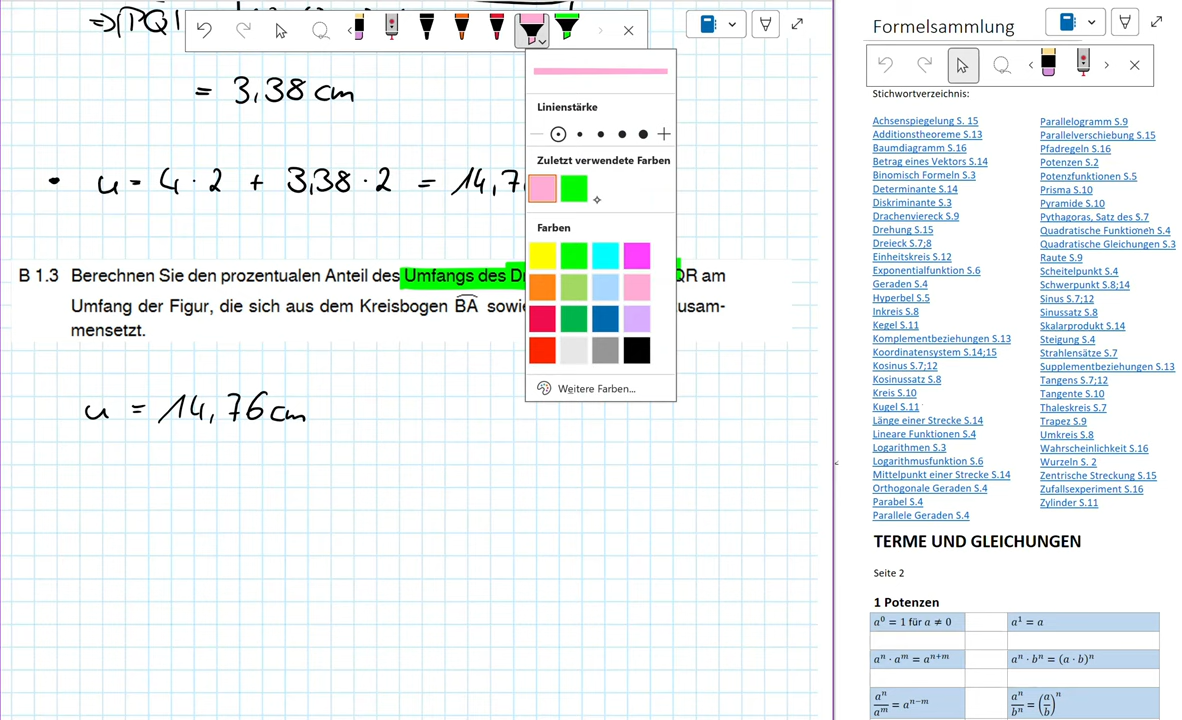 ⇒ |PQ|
= 3,38 cm
• u = 4 · 2 + 3,38 · 2 = 14,7
B 1.3 Berechnen Sie den prozentualen Anteil des Umfangs des D QR am
Umfang der Figur, die sich aus dem Kreisbogen BA sowie usam-
mensetzt.
u = 14,76 cm
Linienstärke
Zuletzt verwendete Farben
Farben
Weitere Farben...
Formelsammlung
Stichwortverzeichnis:
Achsenspiegelung S. 15
Additionstheoreme S.13
Baumdiagramm S.16
Betrag eines Vektors S.14
Binomisch Formeln S.3
Determinante S.14
Diskriminante S.3
Drachenviereck S.9
Drehung S.15
Dreieck S.7;8
Einheitskreis S.12
Exponentialfunktion S.6
Geraden S.4
Hyperbel S.5
Inkreis S.8
Kegel S.11
Komplementbeziehungen S.13
Koordinatensystem S.14;15
Kosinus S.7;12
Kosinussatz S.8
Kreis S.10
Kugel S.11
Länge einer Strecke S.14
Lineare Funktionen S.4
Logarithmen S.3
Logarithmusfunktion S.6
Mittelpunkt einer Strecke S.14
Orthogonale Geraden S.4
Parabel S.4
Parallele Geraden S.4
Parallelogramm S.9
Parallelverschiebung S.15
Pfadregeln S.16
Potenzen S.2
Potenzfunktionen S.5
Prisma S.10
Pyramide S.10
Pythagoras, Satz des S.7
Quadratische Funktionen S.4
Quadratische Gleichungen S.3
Raute S.9
Scheitelpunkt S.4
Schwerpunkt S.8;14
Sinus S.7;12
Sinussatz S.8
Skalarprodukt S.14
Steigung S.4
Strahlensätze S.7
Supplementbeziehungen S.13
Tangens S.7;12
Tangente S.10
Thaleskreis S.7
Trapez S.9
Umkreis S.8
Wahrscheinlichkeit S.16
Wurzeln S. 2
Zentrische Streckung S.15
Zufallsexperiment S.16
Zylinder S.11
TERME UND GLEICHUNGEN
Seite 2
1 Potenzen
a⁰ = 1 für a ≠ 0 a¹ = a
aⁿ · aᵐ = aⁿ⁺ᵐ aⁿ · bⁿ = (a · b)ⁿ
aⁿ/aᵐ = aⁿ⁻ᵐ aⁿ/bⁿ = (a/b)ⁿ